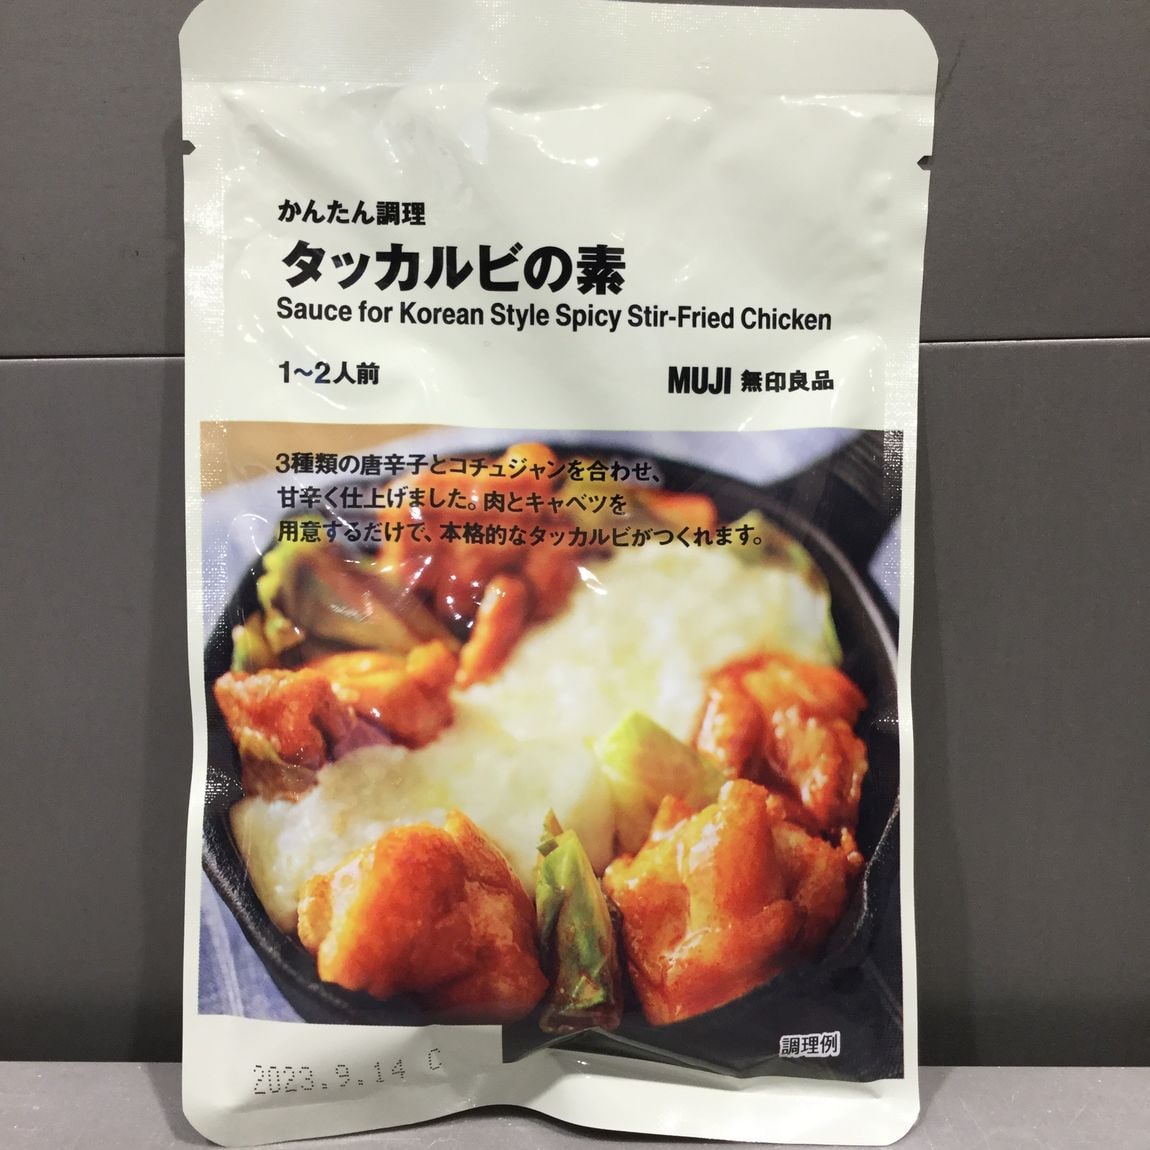 かんたん調理
タッカルビの素
Sauce for Korean Style Spicy Stir-Fried Chicken
1~2人前
MUJI 無印良品
3種類の唐辛子とコチュジャンを合わせ、
甘辛く仕上げました。肉とキャベツを
用意するだけで、本格的なタッカルビがつくれます。
調理例
2023.9.14 C